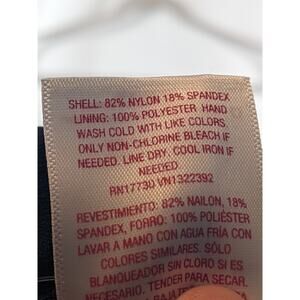 SHELL: 82% NYLON 18% SPANDEX
LINING: 100% POLYESTER HAND
WASH COLD WITH LIKE COLORS
ONLY NON-CHLORINE BLEACH IF
NEEDED. LINE DRY. COOL IRON IF
NEEDED
RN17730 VN1322392
REVESTIMIENTO: 82% NAILON, 18%
SPANDEX, FORRO: 100% POLIÉSTER
LAVAR A MANO CON AGUA FRÍA CON
COLORES SIMILARES. SÓLO
BLANQUEADOR SIN CLORO SI ES
NECESARIO. TENDER PARA SECAR.